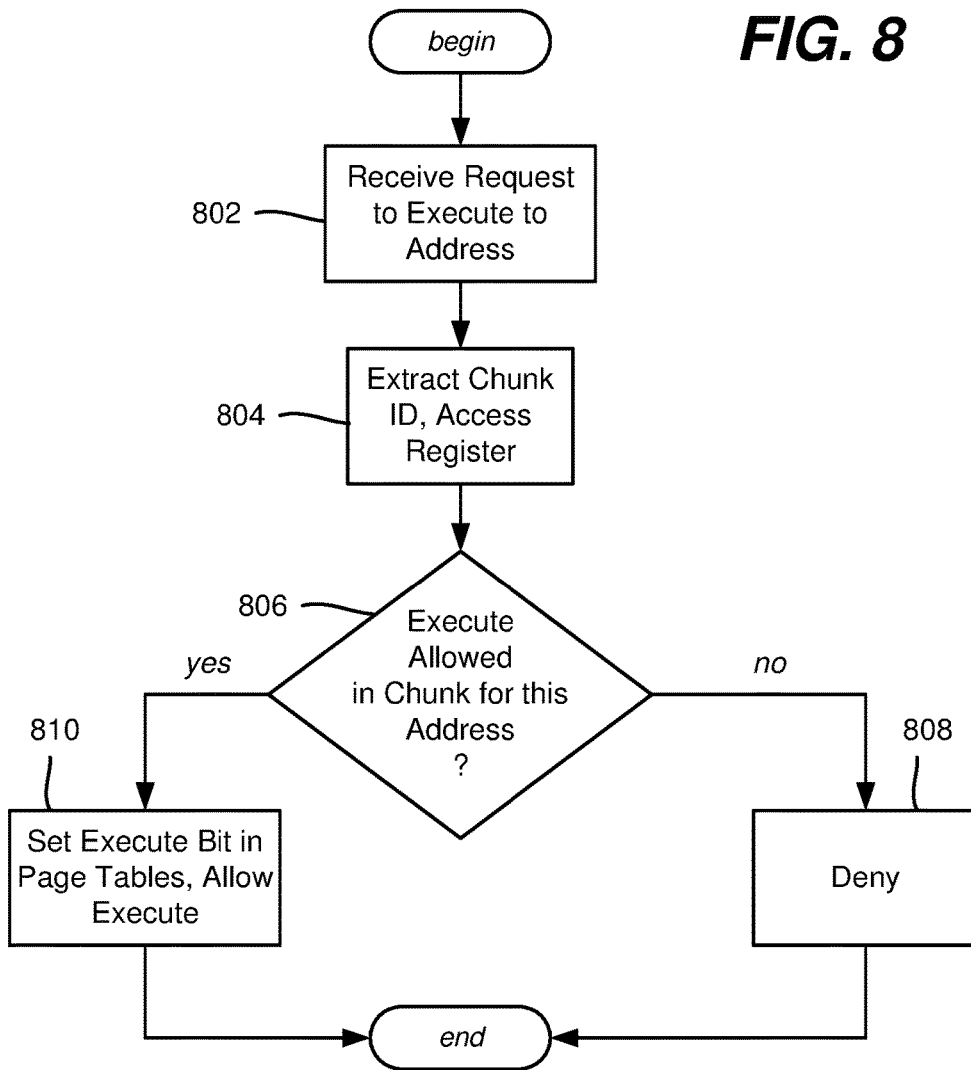 begin
FIG. 8
Receive Request
to Execute to
Address
802
Extract Chunk
ID, Access
Register
804
806
Execute
Allowed
in Chunk for this
Address
?
yes
no
810
808
Set Execute Bit in
Page Tables, Allow
Execute
Deny
end